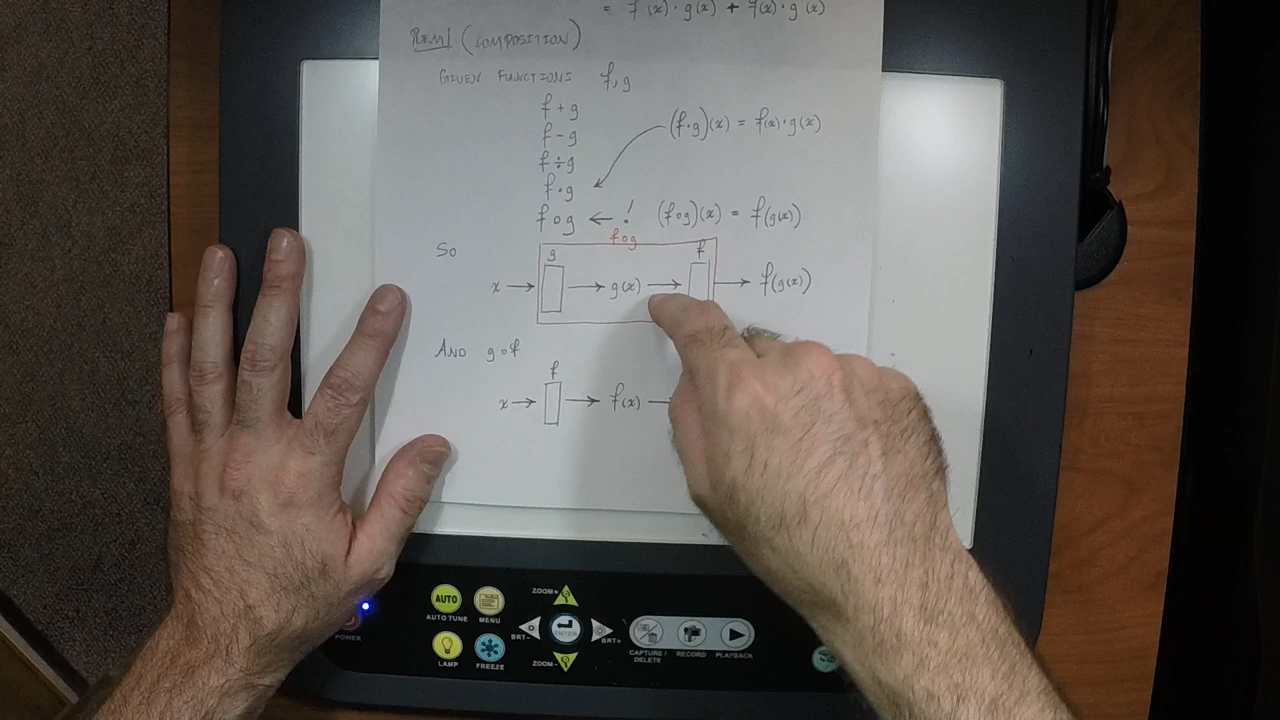 = f'(x)·g(x) + f(x)·g'(x)
REM (COMPOSITION)
GIVEN FUNCTIONS f, g
f + g
f - g
f ÷ g
f · g
(f·g)(x) = f(x)·g(x)
f o g ← ! (f o g)(x) = f(g(x))
So
f o g
g f
x → → g(x) → → f(g(x))
AND g o f
f
x → → f(x) →
AUTO
AUTO TUNE
MENU
ZOOM+
BRT-
ENTER
BRT+
ZOOM-
POWER
LAMP
FREEZE
CAPTURE / DELETE
RECORD
PLAYBACK